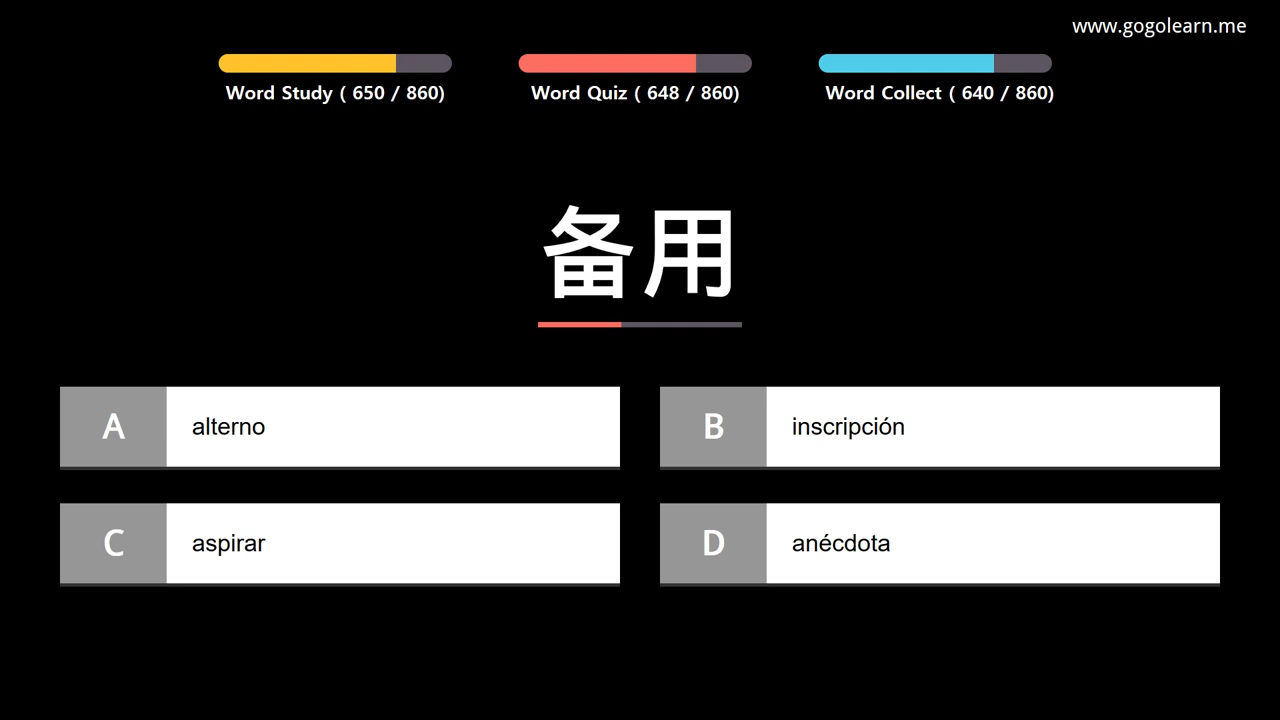 www.gogolearn.me
Word Study ( 650 / 860)
Word Quiz ( 648 / 860)
Word Collect ( 640 / 860)
备用
A alterno
B inscripción
C aspirar
D anécdota